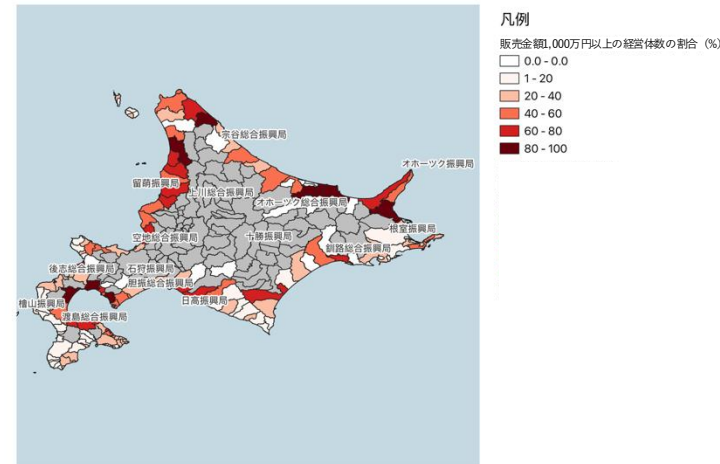 凡例
販売金額1,000万円以上の経営体数の割合 (%)
0.0 - 0.0
1 - 20
20 - 40
40 - 60
60 - 80
80 - 100
宗谷総合振興局
オホーツク振興局
留萌振興局
上川総合振興局
オホーツク総合振興局
根室振興局
空地総合振興局
十勝振興局
釧路総合振興局
後志総合振興局
石狩振興局
胆振総合振興局
日高振興局
檜山振興局
渡島総合振興局